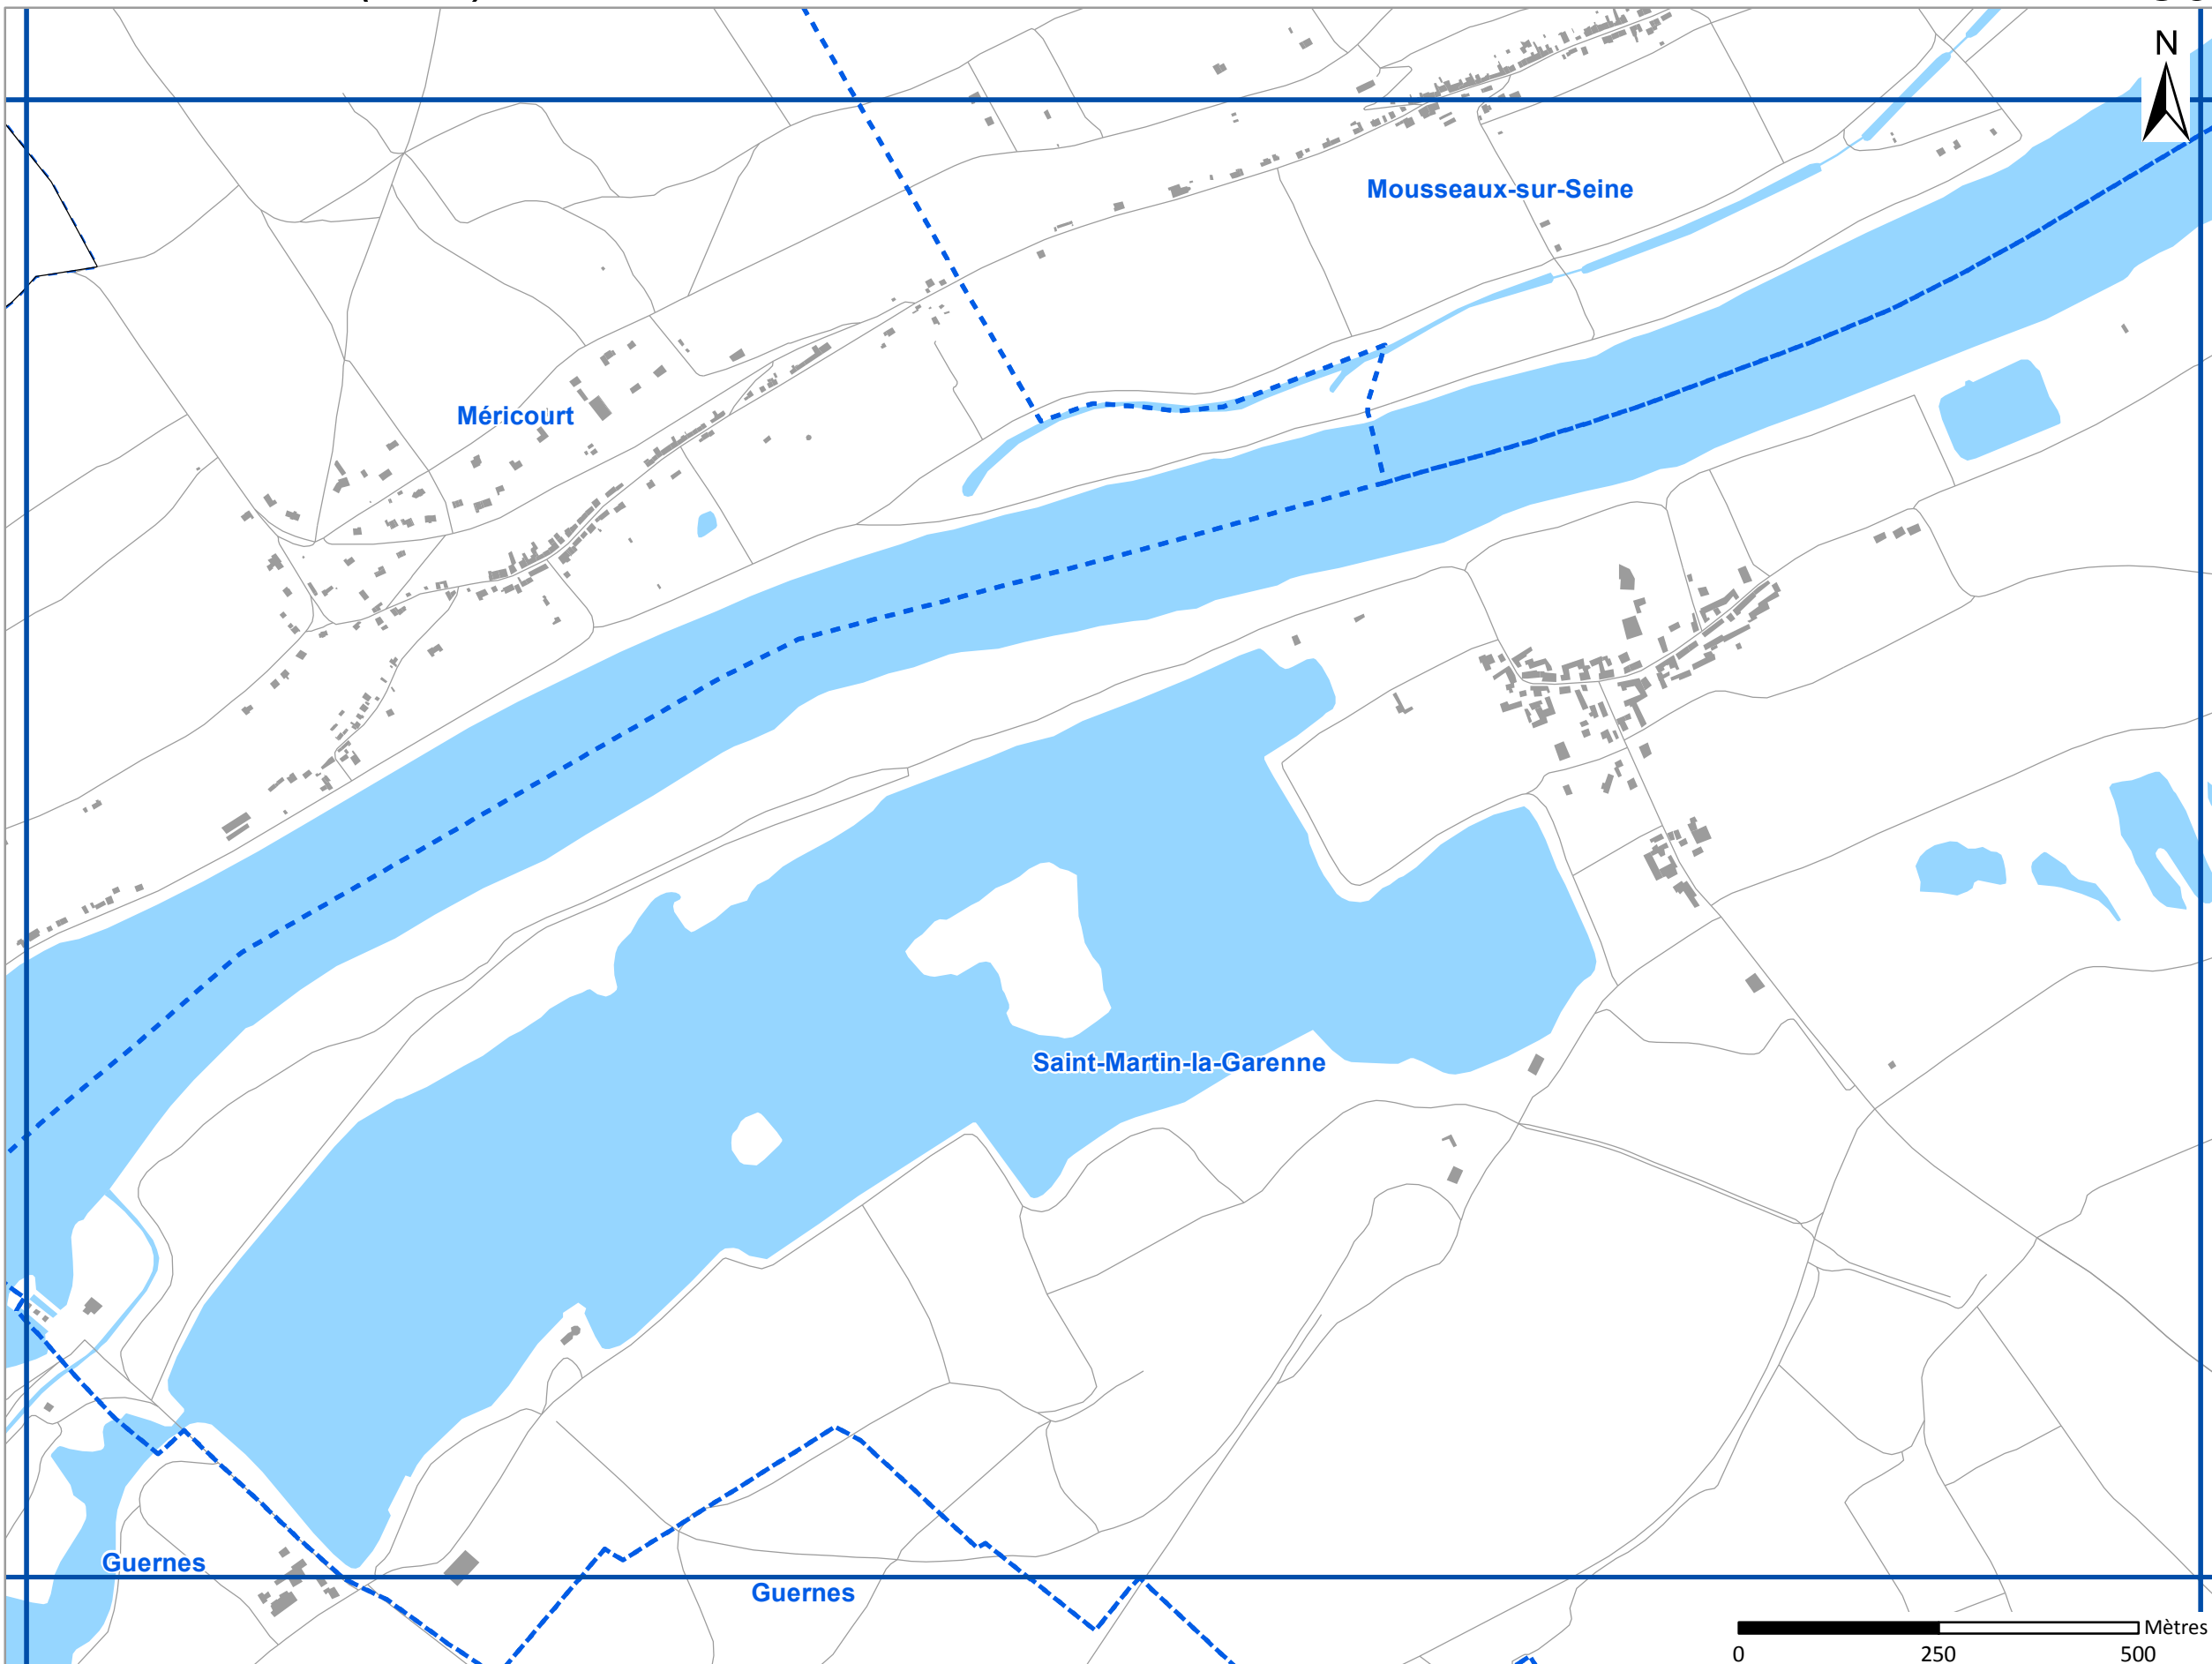 N
Mousseaux-sur-Seine
Méricourt
Saint-Martin-la-Garenne
Guernes
Guernes
Mètres
0 250 500